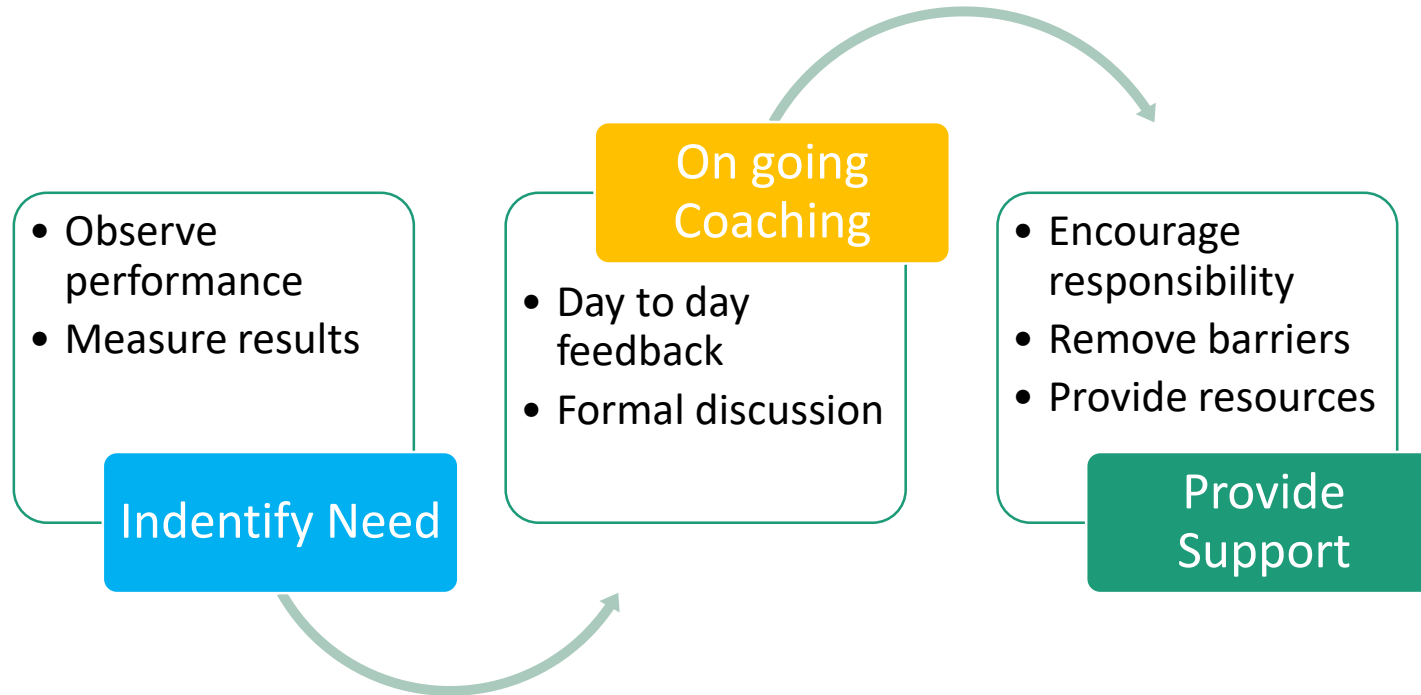 • Observe
performance
• Measure results
Indentify Need
On going
Coaching
• Day to day
feedback
• Formal discussion
• Encourage
responsibility
• Remove barriers
• Provide resources
Provide
Support